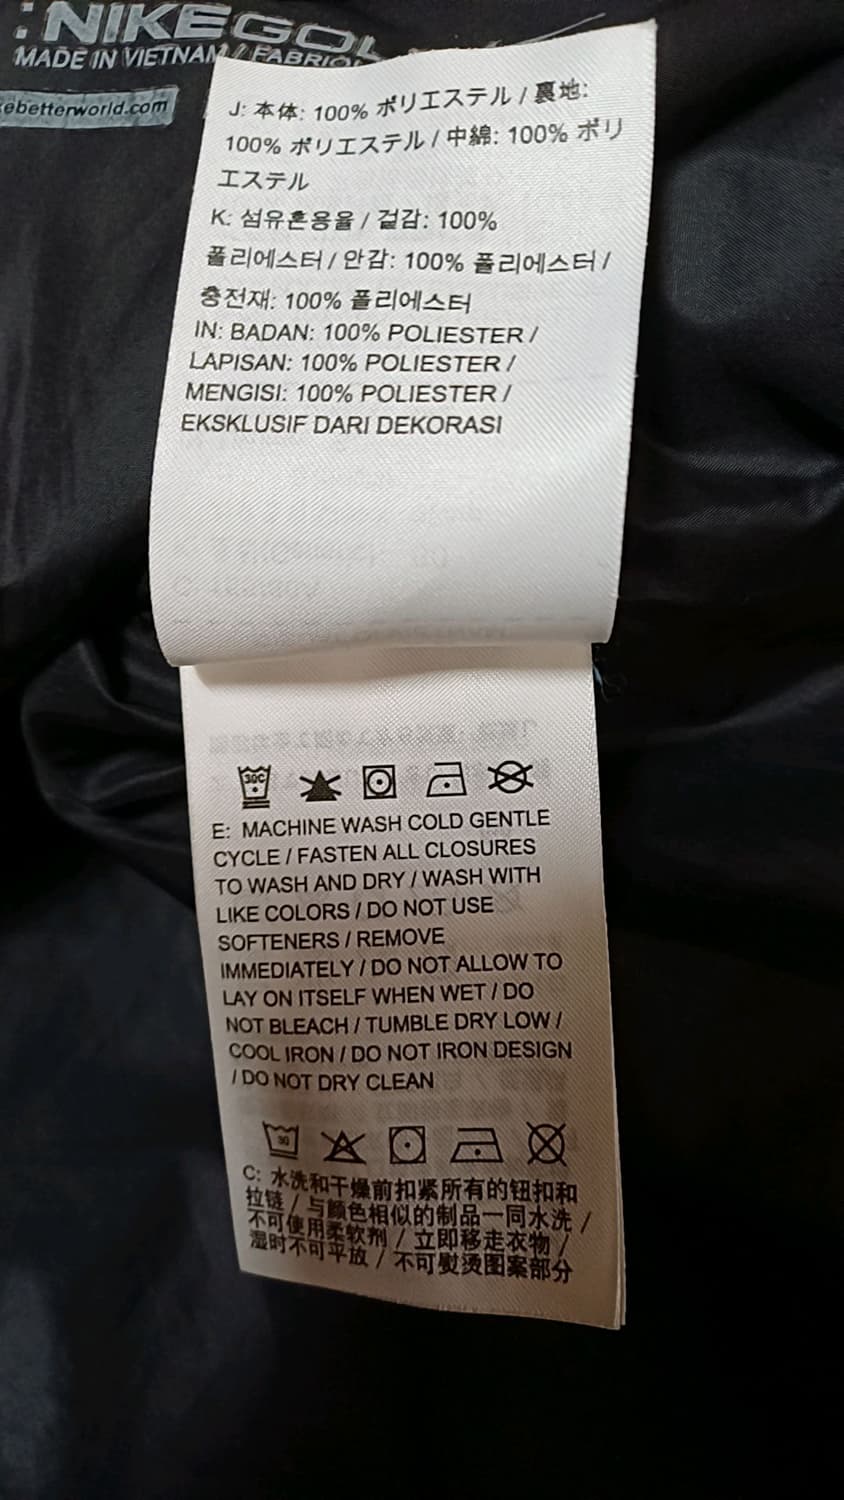 NIKEGOL
MADE IN VIETNAM / FABRIQ
ebetterworld.com
J: 本体: 100% ポリエステル / 裏地:
100% ポリエステル / 中綿: 100% ポリ
エステル
K: 섬유혼용율 / 겉감: 100%
폴리에스터 / 안감: 100% 폴리에스터 /
충전재: 100% 폴리에스터
IN: BADAN: 100% POLIESTER /
LAPISAN: 100% POLIESTER /
MENGISI: 100% POLIESTER /
EKSKLUSIF DARI DEKORASI
30C
E: MACHINE WASH COLD GENTLE
CYCLE / FASTEN ALL CLOSURES
TO WASH AND DRY / WASH WITH
LIKE COLORS / DO NOT USE
SOFTENERS / REMOVE
IMMEDIATELY / DO NOT ALLOW TO
LAY ON ITSELF WHEN WET / DO
NOT BLEACH / TUMBLE DRY LOW /
COOL IRON / DO NOT IRON DESIGN
/ DO NOT DRY CLEAN
30
C: 水洗和干燥前扣紧所有的钮扣和
拉链 / 与颜色相似的制品一同水洗 /
不可使用柔软剂 / 立即移走衣物 /
湿时不可平放 / 不可熨烫图案部分